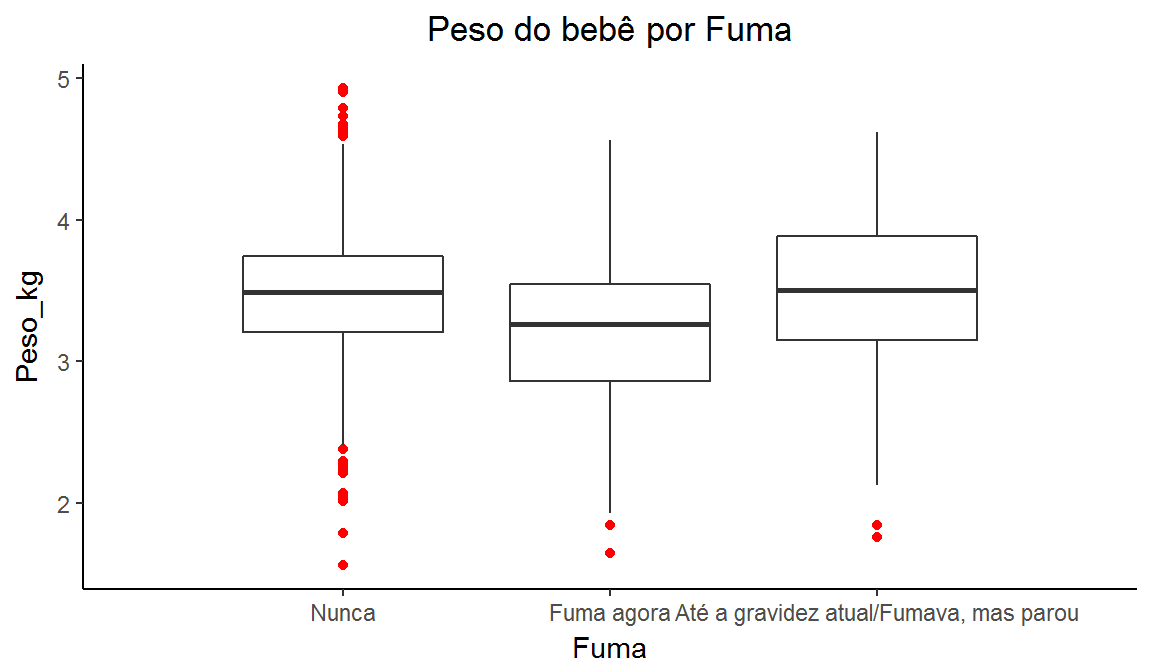 Peso do bebê por Fuma
5
4
3
2
Peso_kg
Nunca
Fuma agora
Até a gravidez atual/Fumava, mas parou
Fuma